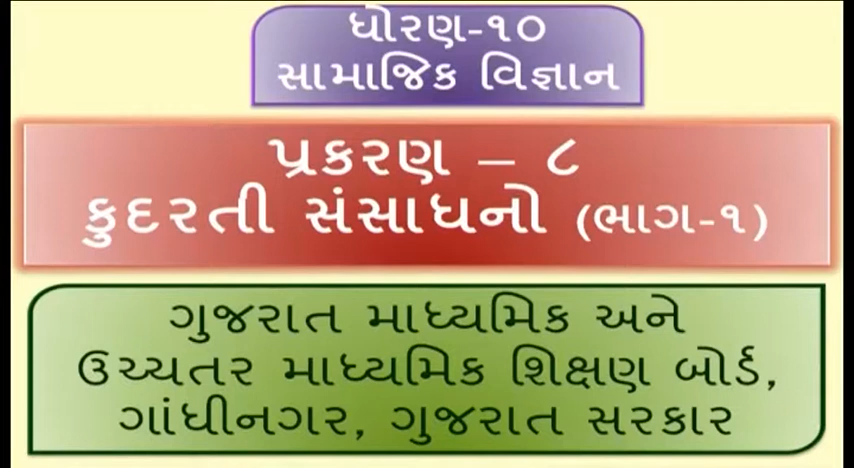 ધોરણ-૧૦
સામાજિક વિજ્ઞાન
પ્રકરણ – ૮
કુદરતી સંસાધનો (ભાગ-૧)
ગુજરાત માધ્યમિક અને
ઉચ્ચતર માધ્યમિક શિક્ષણ બોર્ડ,
ગાંધીનગર, ગુજરાત સરકાર